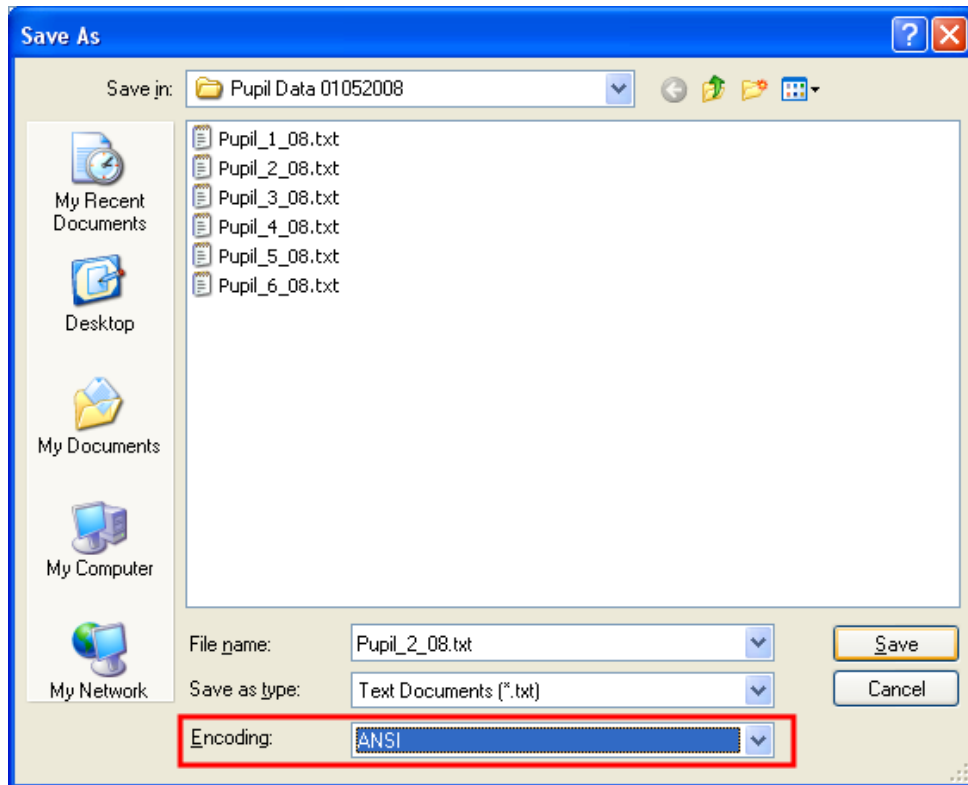 Save As
Save in:
Pupil Data 01052008
My Recent
Documents
Desktop
My Documents
My Computer
My Network
Pupil_1_08.txt
Pupil_2_08.txt
Pupil_3_08.txt
Pupil_4_08.txt
Pupil_5_08.txt
Pupil_6_08.txt
File name:
Pupil_2_08.txt
Save
Save as type:
Text Documents (*.txt)
Cancel
Encoding:
ANSI